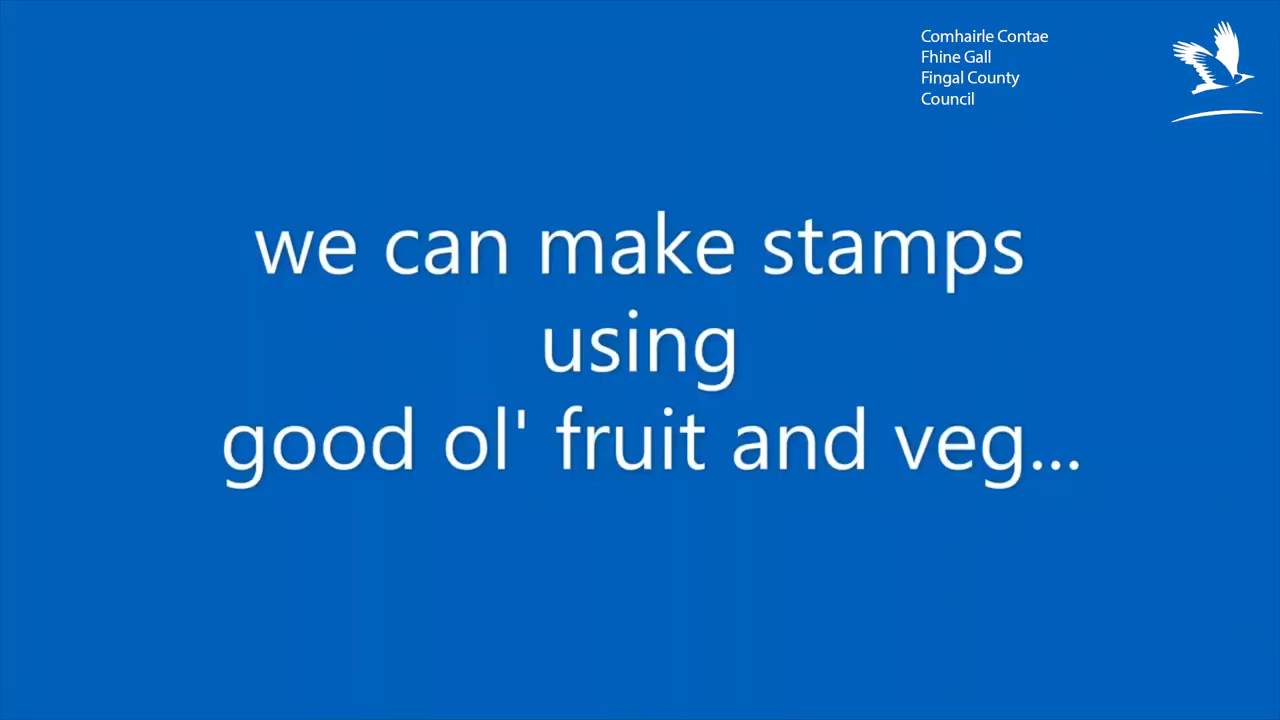 Comhairle Contae
Fhine Gall
Fingal County
Council
we can make stamps
using
good ol' fruit and veg...